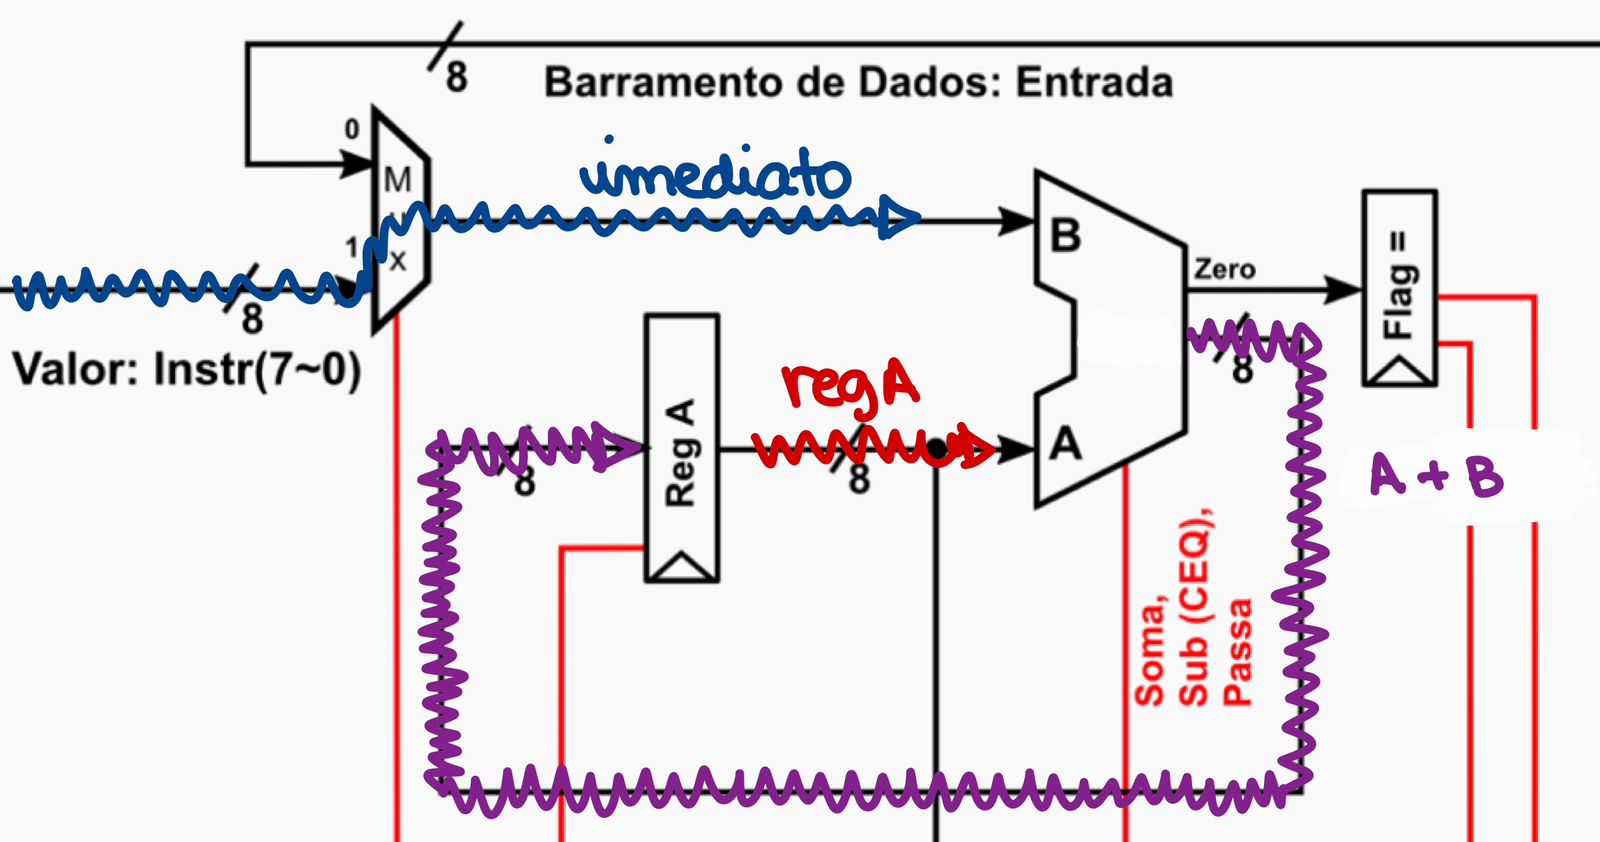 8
Barramento de Dados: Entrada
0
M
u
x
1
imediato
B
Zero
Flag =
8
Valor: Instr(7~0)
8
regA
Reg A
8
8
A
A + B
Soma,
Sub (CEQ),
Passa